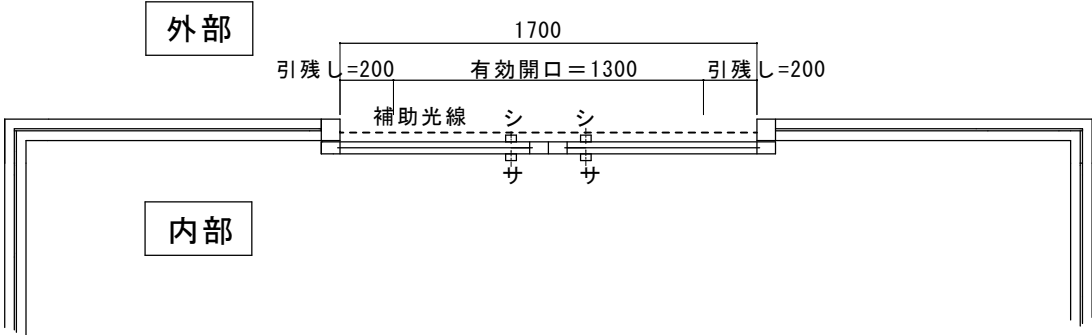 外部
1700
引残し=200 有効開口＝1300 引残し=200
補助光線 シ シ
サ サ
内部